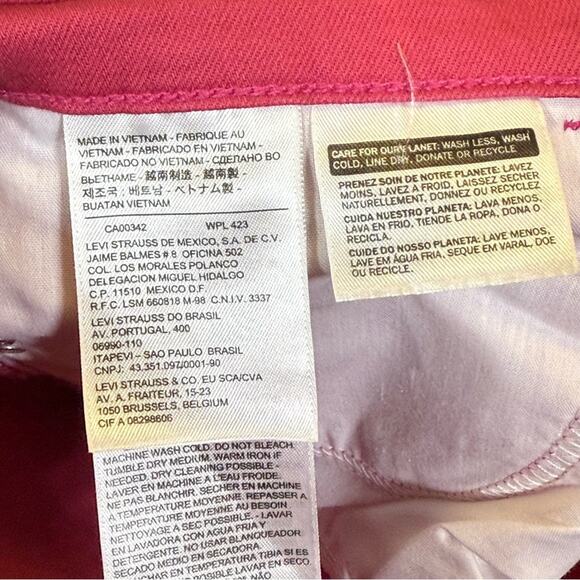 MADE IN VIETNAM - FABRIQUE AU
VIETNAM - FABRICADO EN VIETNAM -
FABRICADO NO VIETNAM - СДЕЛАНО ВО
ВЬЕТНАМЕ - 越南制造 - 越南製 -
제조국 : 베트남 - ベトナム製 -
BUATAN VIETNAM
CA00342 WPL 423
LEVI STRAUSS DE MEXICO, S.A. DE C.V.
JAIME BALMES # 8 OFICINA 502
COL. LOS MORALES POLANCO
DELEGACION MIGUEL HIDALGO
C.P. 11510 MEXICO D.F.
R.F.C. LSM 660818 M-98 C.N.I.V. 3337
LEVI STRAUSS DO BRASIL
AV. PORTUGAL, 400
06690-110
ITAPEVI - SAO PAULO BRASIL
CNPJ: 43.351.097/0001-90
LEVI STRAUSS & CO. EU SCA/CVA
AV. A. FRAITEUR, 15-23
1050 BRUSSELS, BELGIUM
CIF A 08298606
MACHINE WASH COLD. DO NOT BLEACH.
TUMBLE DRY MEDIUM. WARM IRON IF
NEEDED. DRY CLEANING POSSIBLE -
LAVER EN MACHINE A L'EAU FROIDE.
NE PAS BLANCHIR. SECHER EN MACHINE
A TEMPERATURE MOYENNE. REPASSER A
TEMPERATURE MOYENNE AU BESOIN.
NETTOYAGE A SEC POSSIBLE. - LAVAR
EN LAVADORA CON AGUA FRIA Y
DETERGENTE. NO USAR BLANQUEADOR.
SECADO MEDIO EN SECADORA.
PLANCHAR EN TEMPERATURA TIBIA SI ES
CARE FOR OUR PLANET: WASH LESS, WASH
COLD, LINE DRY, DONATE OR RECYCLE
PRENEZ SOIN DE NOTRE PLANETE: LAVEZ
MOINS, LAVEZ À FROID, LAISSEZ SÉCHER
NATURELLEMENT, DONNEZ OU RECYCLEZ
CUIDA NUESTRO PLANETA: LAVA MENOS,
LAVA EN FRIO, TIENDE LA ROPA, DONA O
RECICLA.
CUIDE DO NOSSO PLANETA: LAVE MENOS,
LAVE EM ÁGUA FRIA, SEQUE EM VARAL, DOE
OU RECICLE.